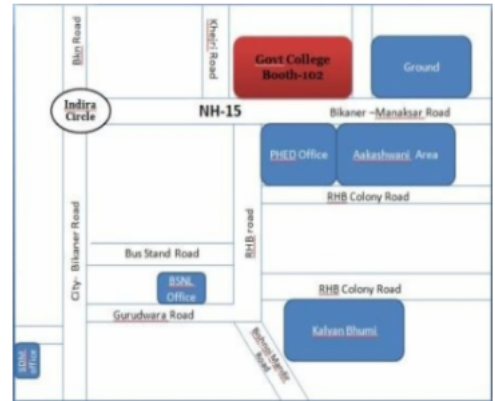 Bkn Road
Khejri Road
Govt College
Booth-102
Ground
Indira
Circle
NH-15
Bikaner –Manaksar Road
PHED Office
Aakashwani Area
RHB Colony Road
City- Bikaner Road
RHB road
Bus Stand Road
BSNL
Office
RHB Colony Road
Gurudwara Road
Bishnoi Mandir
Road
Kalyan Bhumi
SDM
office